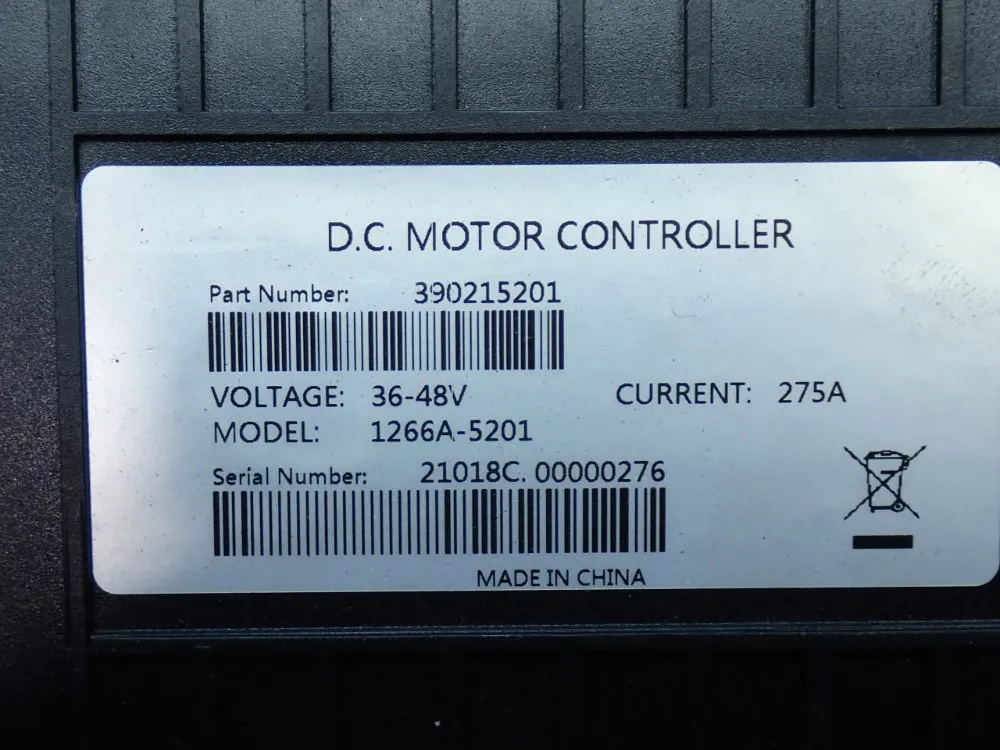 D.C. MOTOR CONTROLLER
Part Number: 390215201
VOLTAGE: 36-48V CURRENT: 275A
MODEL: 1266A-5201
Serial Number: 21018C.00000276
MADE IN CHINA